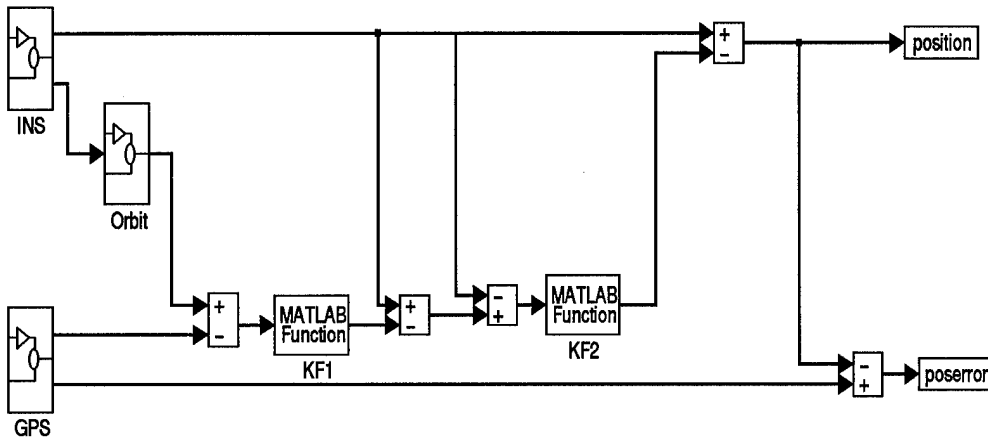 +
−
position
INS
Orbit
+
−
MATLAB
Function
KF1
+
−
−
+
MATLAB
Function
KF2
−
+
poserror
GPS